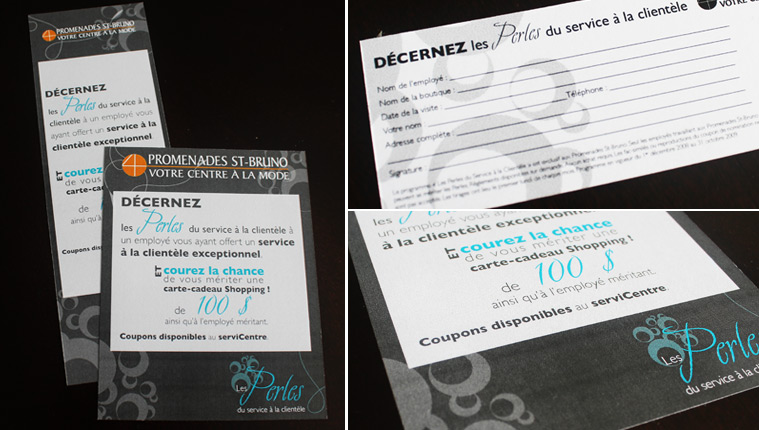 PROMENADES ST-BRUNO
VOTRE CENTRE À LA MODE
DÉCERNEZ
les Perles du service à la
clientèle à un employé vous
ayant offert un service à la
clientèle exceptionnel
ET courez la chance
de vous mériter une
carte-cadeau Shopping !
de 100 $
ainsi qu'à l'employé méritant.
Coupons disponibles au
PROMENADES ST-BRUNO
VOTRE CENTRE À LA MODE
DÉCERNEZ
les Perles du service à la clientèle à
un employé vous ayant offert un service
à la clientèle exceptionnel.
ET courez la chance
de vous mériter une
carte-cadeau Shopping !
de 100 $
ainsi qu'à l'employé méritant.
Coupons disponibles au serviCentre.
Les Perles
du service à la clientèle
DÉCERNEZ les Perles du service à la clientèle
VOTRE
Nom de l'employé :
Nom de la boutique :
Date de la visite : Téléphone :
Votre nom
Adresse complète :
Signature
à un employé vous ayant offert un service
à la clientèle exceptionnel.
ET courez la chance
de vous mériter une
carte-cadeau Shopping !
de 100 $
ainsi qu'à l'employé méritant.
Coupons disponibles au serviCentre.
Les Perles
du service à la clientèle